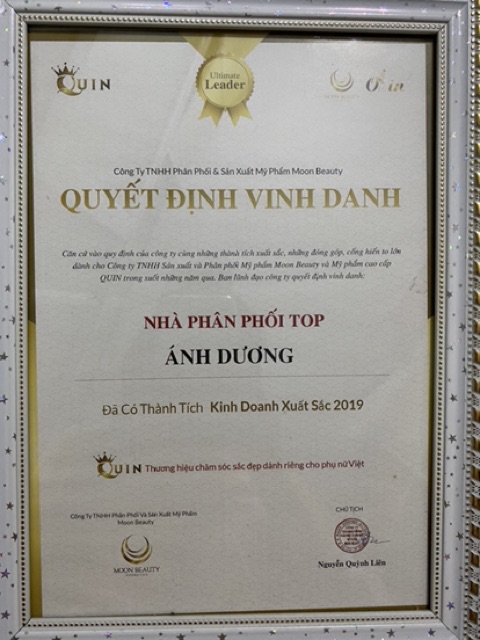 QUIN
Ultimate
Leader
MOON BEAUTY
Công Ty TNHH Phân Phối & Sản Xuất Mỹ Phẩm Moon Beauty
QUYẾT ĐỊNH VINH DANH
Căn cứ vào quy định của công ty cùng những thành tích xuất sắc, những đóng góp, cống hiến to lớn
dành cho Công ty TNHH Sản xuất và Phân phối Mỹ phẩm Moon Beauty và Mỹ phẩm cao cấp
QUIN trong suốt những năm qua. Ban lãnh đạo công ty quyết định vinh danh:
NHÀ PHÂN PHỐI TOP
ÁNH DƯƠNG
Đã Có Thành Tích Kinh Doanh Xuất Sắc 2019
QUIN Thương hiệu chăm sóc sắc đẹp dành riêng cho phụ nữ Việt
Công Ty TNHH Phân Phối Và Sản Xuất Mỹ Phẩm
Moon Beauty
MOON BEAUTY
CHỦ TỊCH
Nguyễn Quỳnh Liên